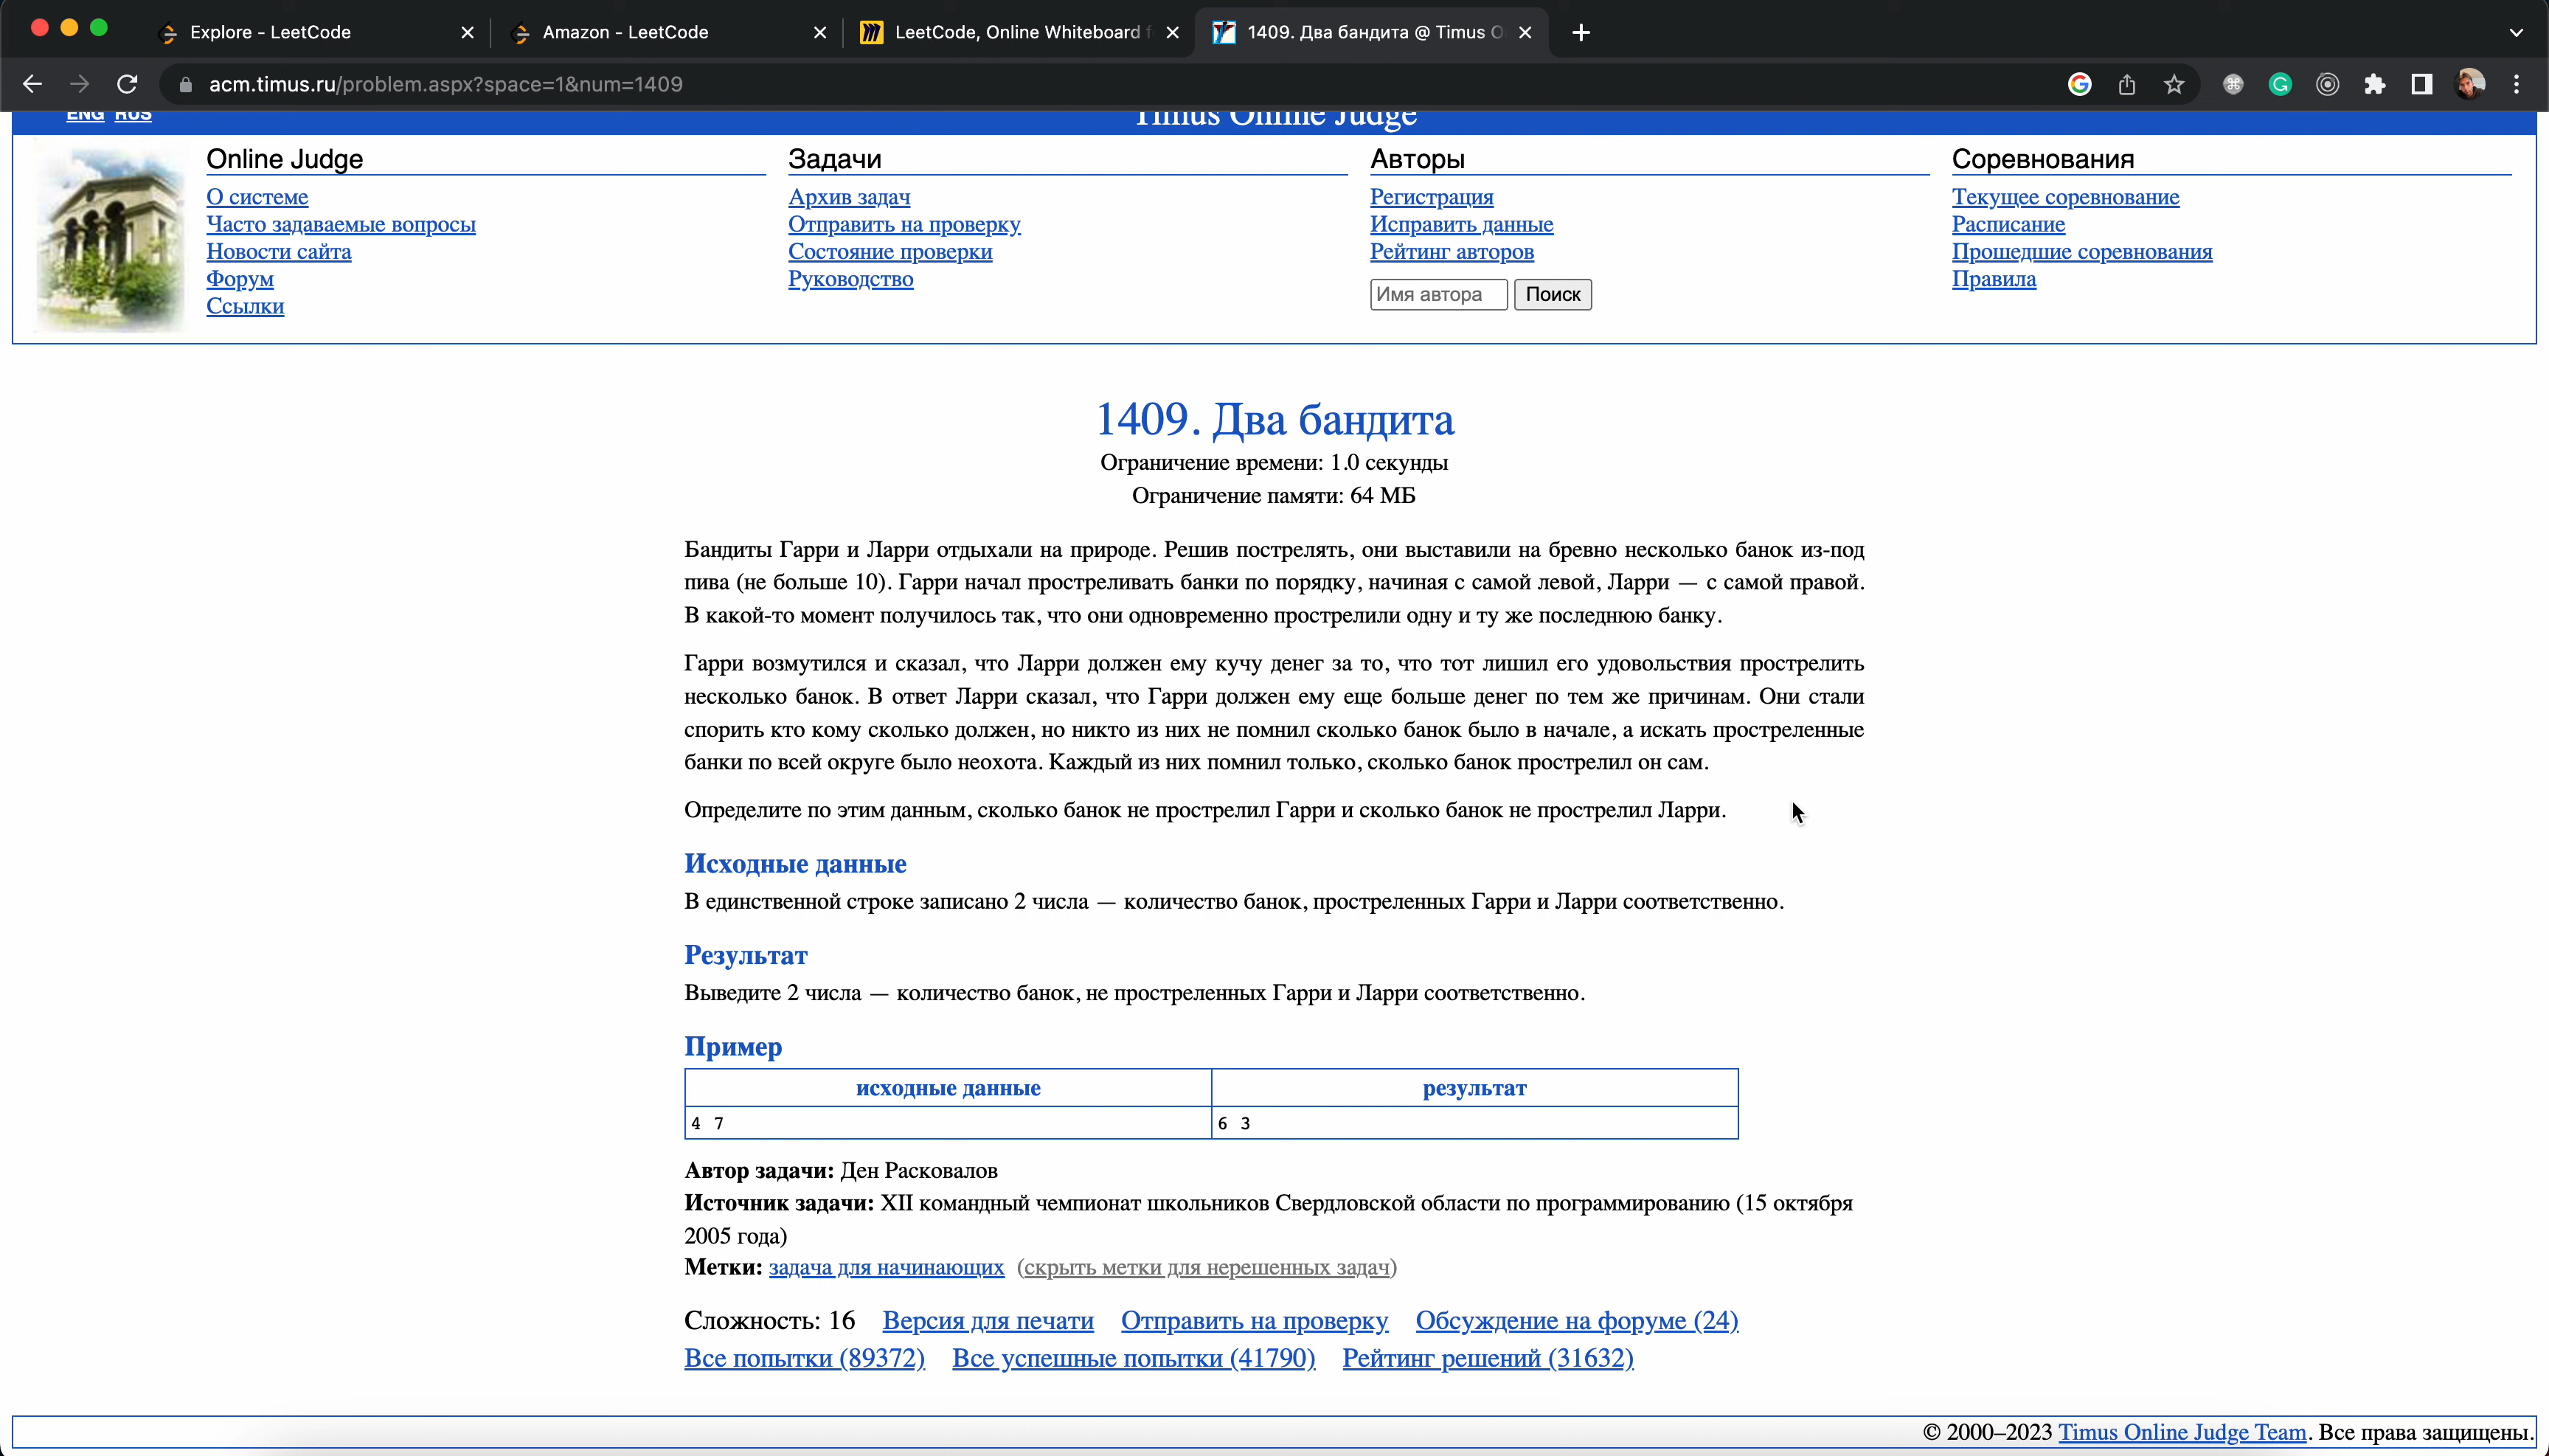 Explore - LeetCode
Amazon - LeetCode
LeetCode, Online Whiteboard f
1409. Два бандита @ Timus O
acm.timus.ru/problem.aspx?space=1&num=1409
ENG RUS
Timus Online Judge
Online Judge
О системе
Часто задаваемые вопросы
Новости сайта
Форум
Ссылки
Задачи
Архив задач
Отправить на проверку
Состояние проверки
Руководство
Авторы
Регистрация
Исправить данные
Рейтинг авторов
Имя автора Поиск
Соревнования
Текущее соревнование
Расписание
Прошедшие соревнования
Правила
1409. Два бандита
Ограничение времени: 1.0 секунды
Ограничение памяти: 64 МБ
Бандиты Гарри и Ларри отдыхали на природе. Решив пострелять, они выставили на бревно несколько банок из-под
пива (не больше 10). Гарри начал простреливать банки по порядку, начиная с самой левой, Ларри — с самой правой.
В какой-то момент получилось так, что они одновременно прострелили одну и ту же последнюю банку.
Гарри возмутился и сказал, что Ларри должен ему кучу денег за то, что тот лишил его удовольствия прострелить
несколько банок. В ответ Ларри сказал, что Гарри должен ему еще больше денег по тем же причинам. Они стали
спорить кто кому сколько должен, но никто из них не помнил сколько банок было в начале, а искать простреленные
банки по всей округе было неохота. Каждый из них помнил только, сколько банок прострелил он сам.
Определите по этим данным, сколько банок не прострелил Гарри и сколько банок не прострелил Ларри.
Исходные данные
В единственной строке записано 2 числа — количество банок, простреленных Гарри и Ларри соответственно.
Результат
Выведите 2 числа — количество банок, не простреленных Гарри и Ларри соответственно.
Пример
исходные данные результат
4 7 6 3
Автор задачи: Ден Расковалов
Источник задачи: XII командный чемпионат школьников Свердловской области по программированию (15 октября
2005 года)
Метки: задача для начинающих (скрыть метки для нерешенных задач)
Сложность: 16 Версия для печати Отправить на проверку Обсуждение на форуме (24)
Все попытки (89372) Все успешные попытки (41790) Рейтинг решений (31632)
© 2000–2023 Timus Online Judge Team. Все права защищены.